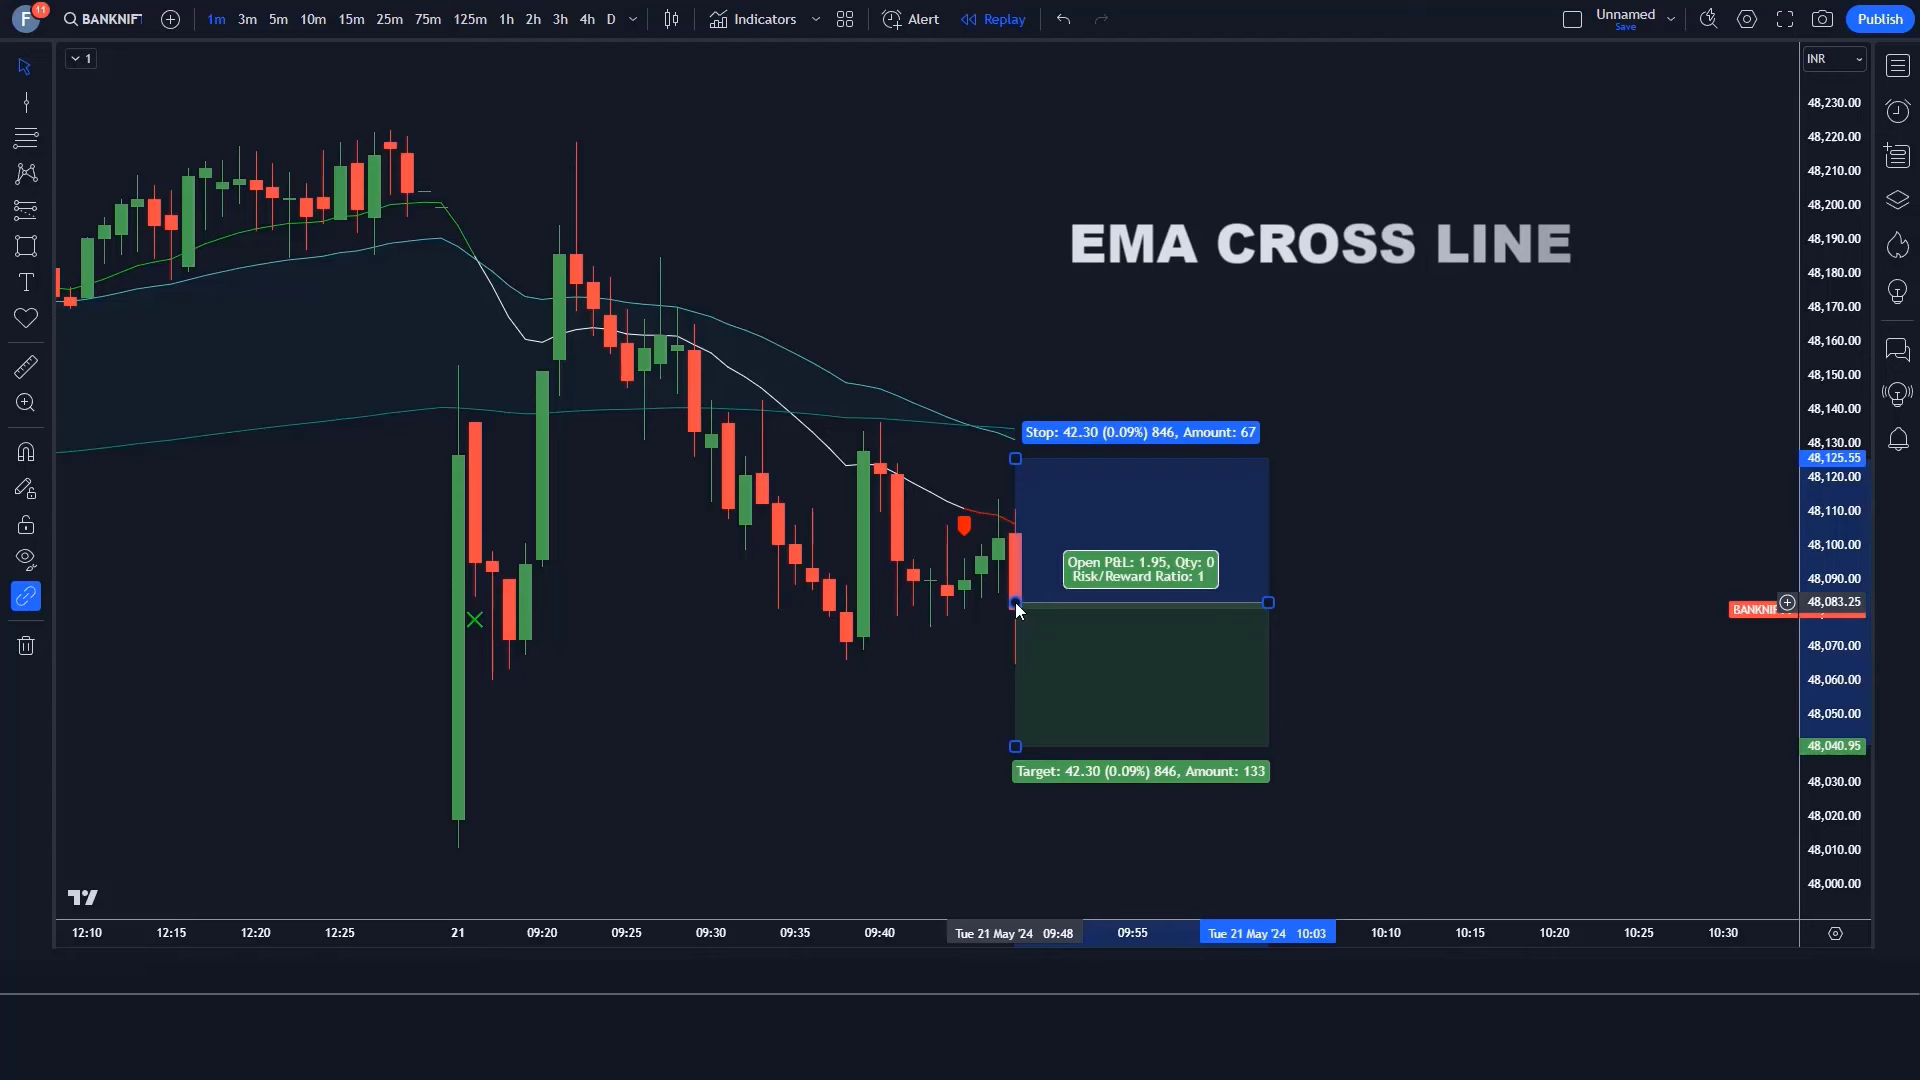 F 11 BANKNIF 1m 3m 5m 10m 15m 25m 75m 125m 1h 2h 3h 4h D Indicators Alert Replay Unnamed Save Publish
1
INR
48,230.00
48,220.00
48,210.00
48,200.00
48,190.00
48,180.00
48,170.00
48,160.00
48,150.00
48,140.00
48,130.00
48,125.55
48,120.00
48,110.00
48,100.00
48,090.00
BANKNIF
48,083.25
48,070.00
48,060.00
48,050.00
48,040.95
48,030.00
48,020.00
48,010.00
48,000.00
EMA CROSS LINE
Stop: 42.30 (0.09%) 846, Amount: 67
Open P&L: 1.95, Qty: 0
Risk/Reward Ratio: 1
Target: 42.30 (0.09%) 846, Amount: 133
12:10 12:15 12:20 12:25 21 09:20 09:25 09:30 09:35 09:40 Tue 21 May '24 09:48 09:55 Tue 21 May '24 10:03 10:10 10:15 10:20 10:25 10:30